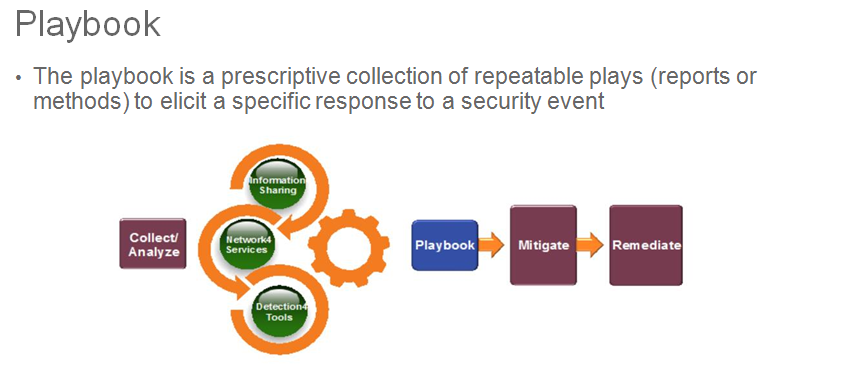 Playbook
• The playbook is a prescriptive collection of repeatable plays (reports or
methods) to elicit a specific response to a security event
Information
Sharing
Collect/
Analyze
Network4
Services
Playbook
Mitigate
Remediate
Detection4
Tools